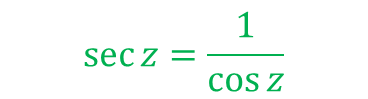 sec z = 1/cos z